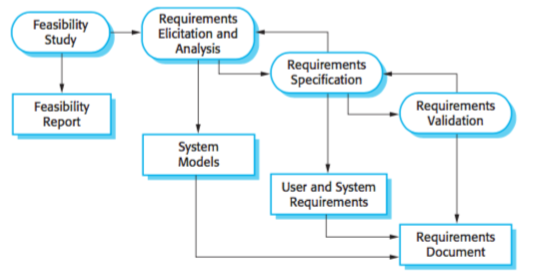 Feasibility
Study
Requirements
Elicitation and
Analysis
Requirements
Specification
Requirements
Validation
Feasibility
Report
System
Models
User and System
Requirements
Requirements
Document